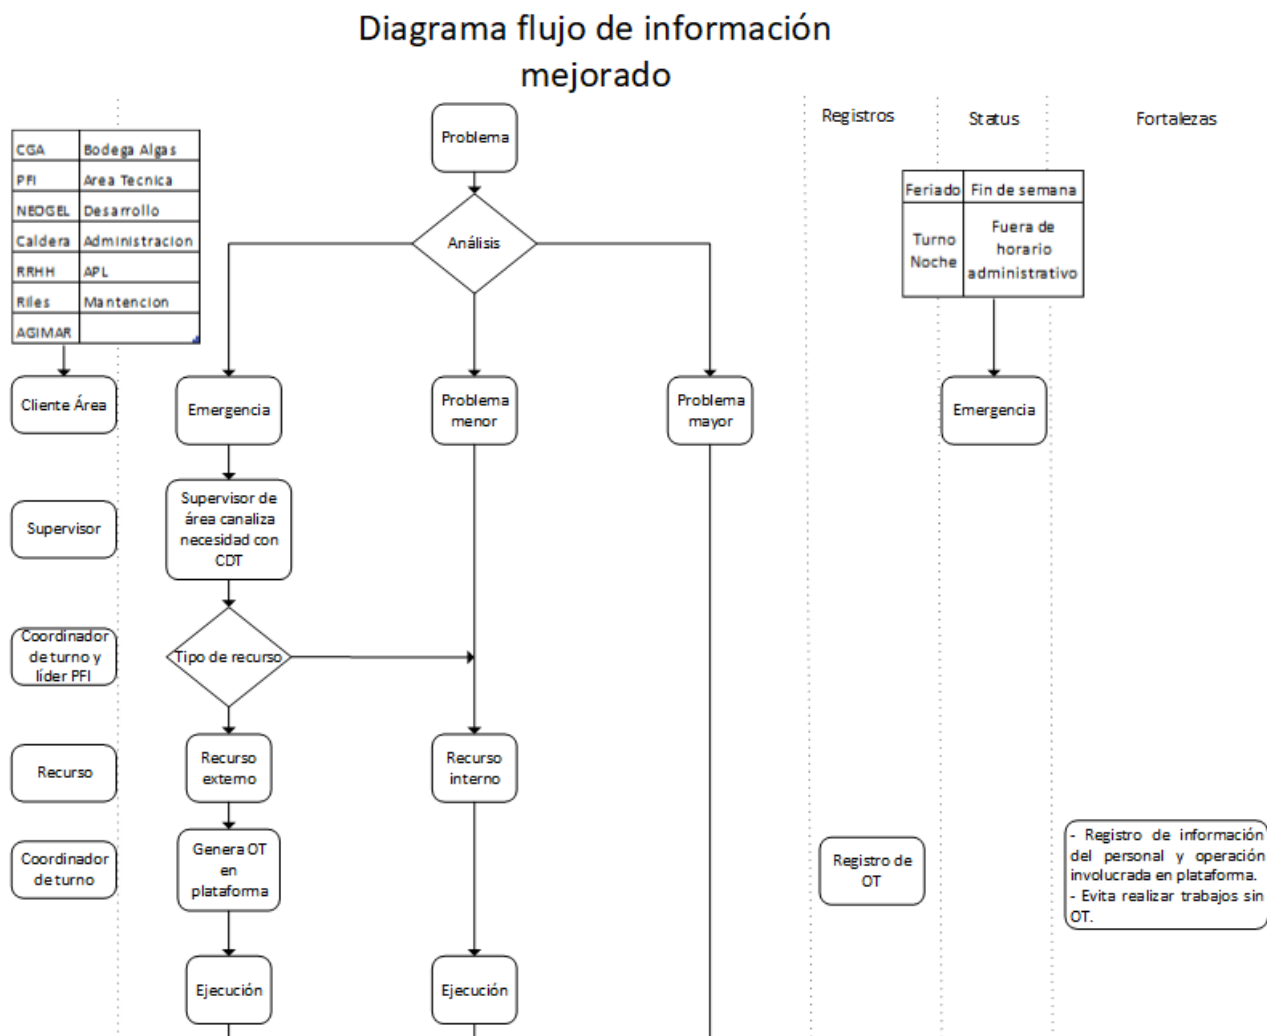 Diagrama flujo de información
mejorado
Registros
Status
Fortalezas
CGA Bodega Algas
PFI Area Tecnica
NEOGEL Desarrollo
Caldera Administracion
RRHH APL
Riles Mantencion
AGIMAR
Problema
Análisis
Feriado Fin de semana
Turno
Noche
Fuera de
horario
administrativo
Cliente Área
Emergencia
Problema
menor
Problema
mayor
Emergencia
Supervisor
Supervisor de
área canaliza
necesidad con
CDT
Coordinador
de turno y
líder PFI
Tipo de recurso
Recurso
Recurso
externo
Recurso
interno
Coordinador
de turno
Genera OT
en
plataforma
Registro de
OT
- Registro de información
del personal y operación
involucrada en plataforma.
- Evita realizar trabajos sin
OT.
Ejecución
Ejecución